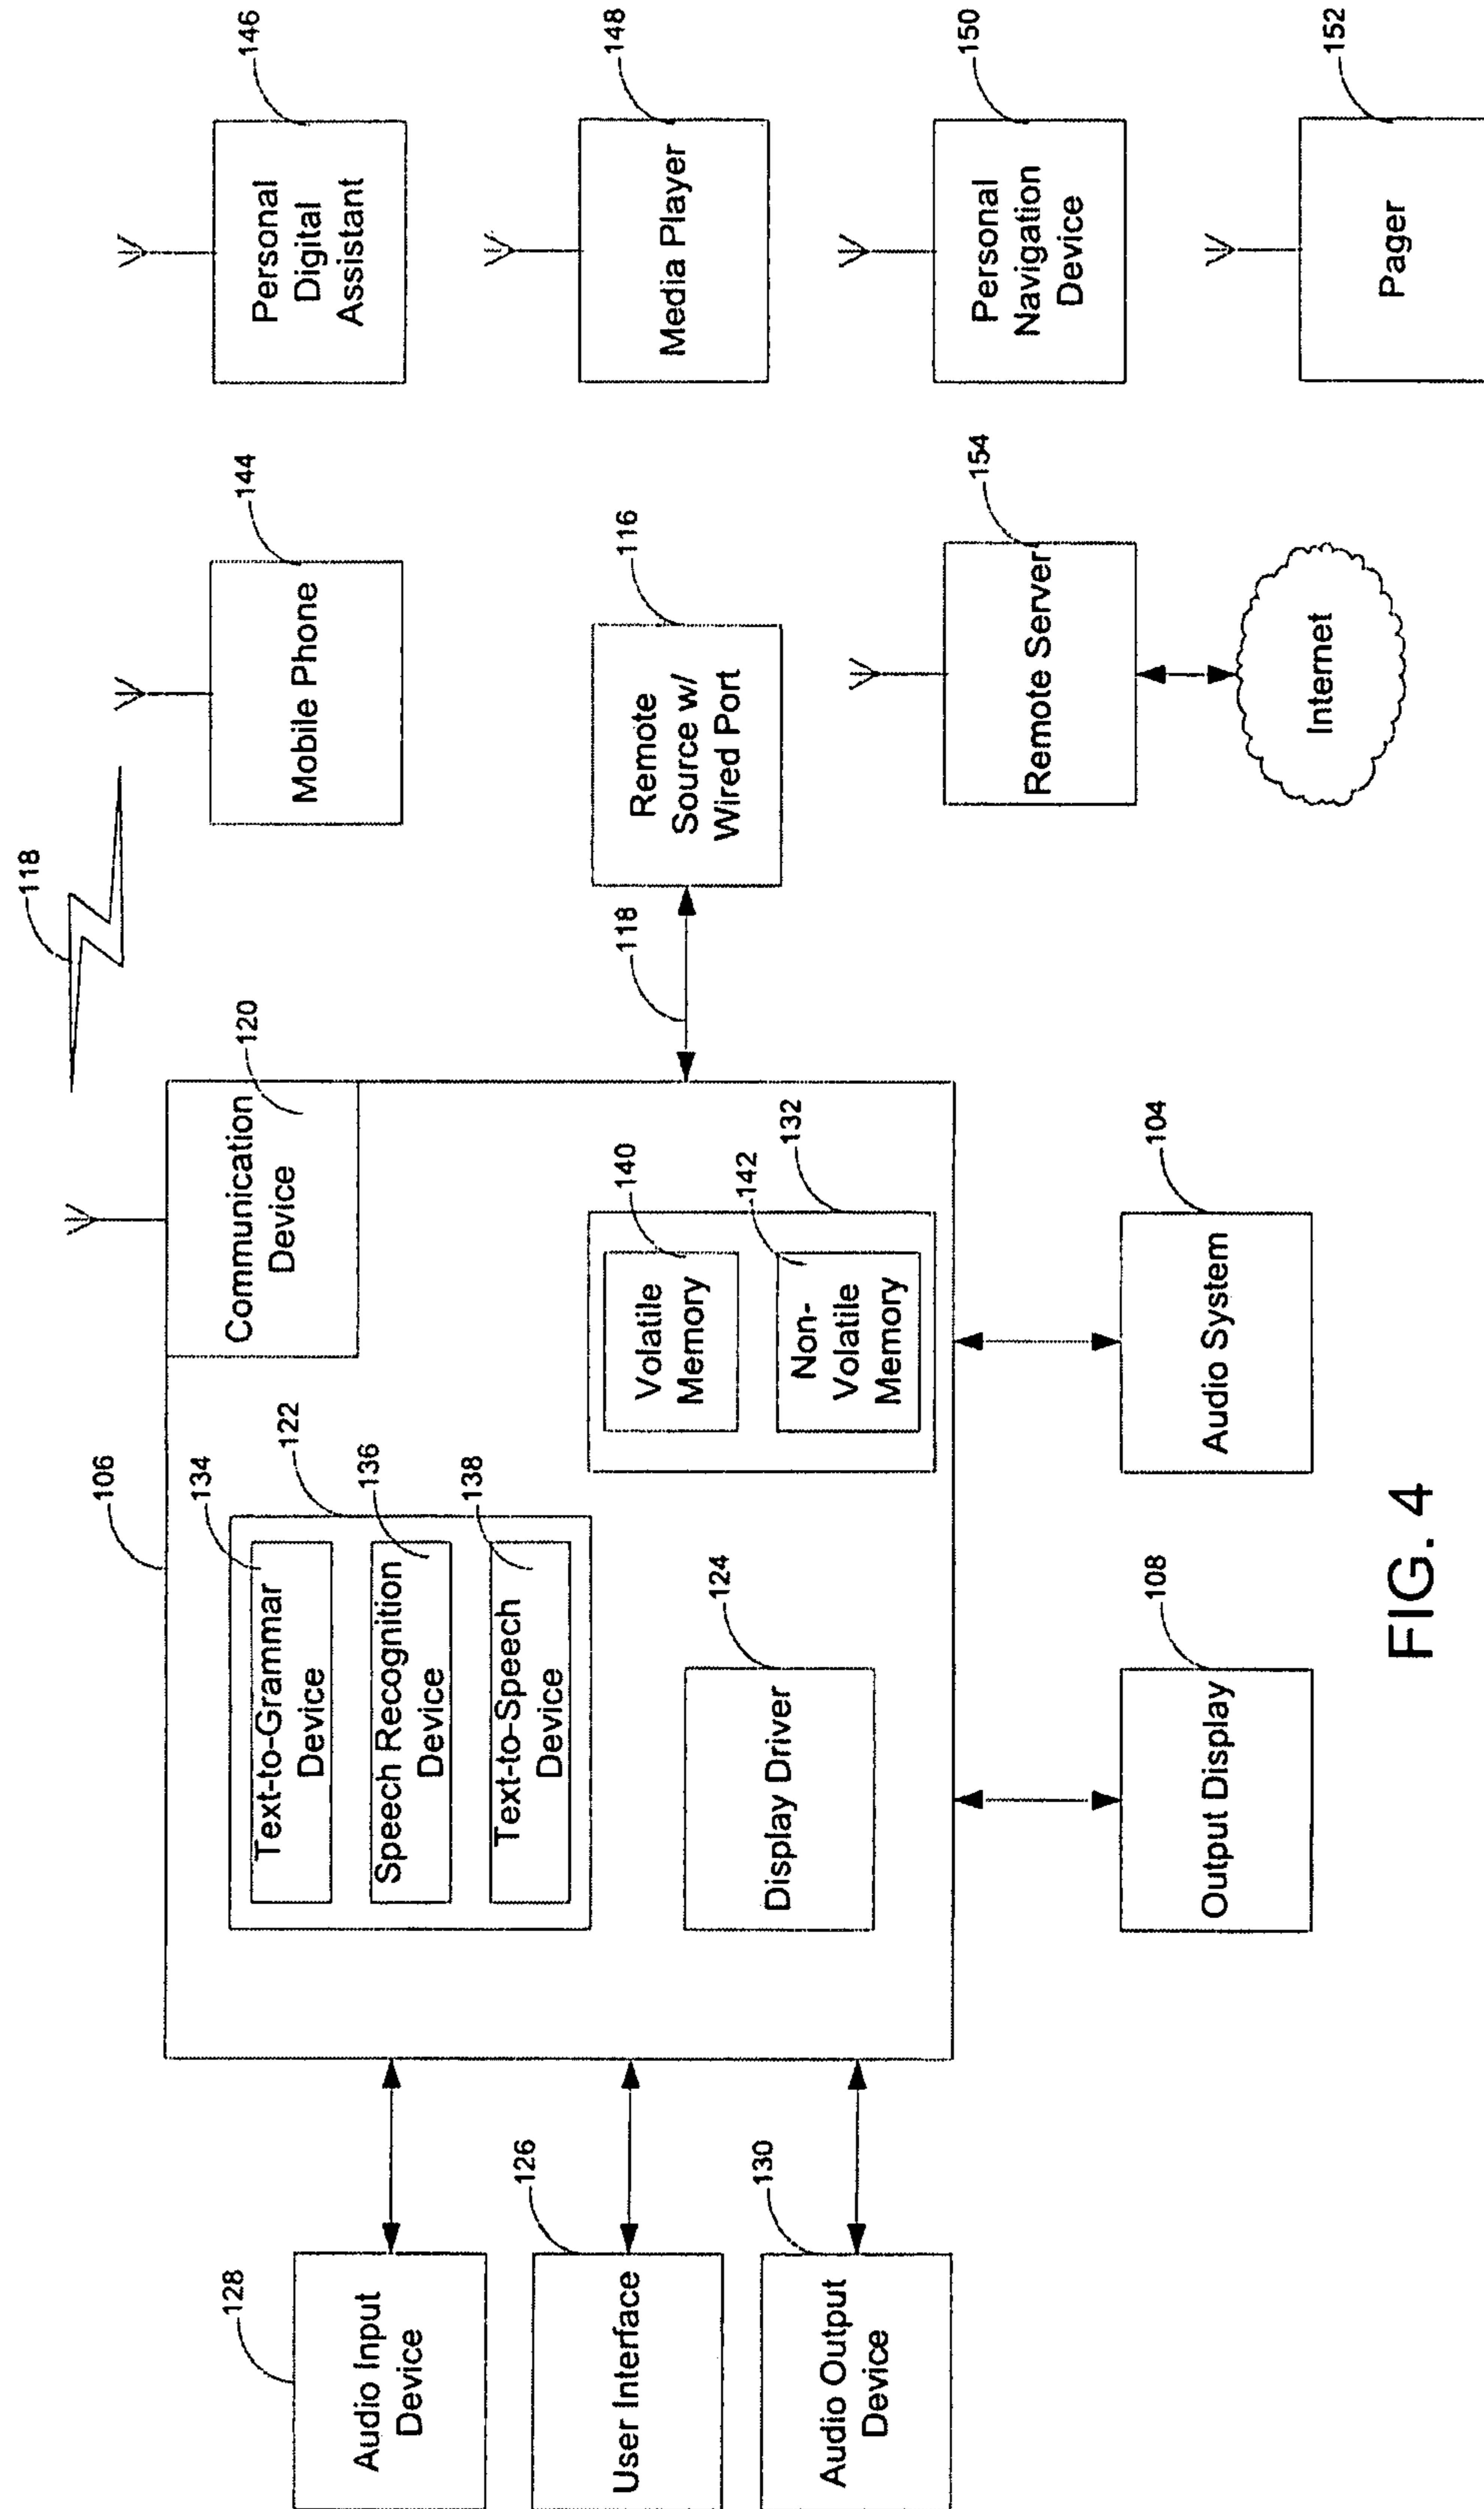 118
106
120
Communication
Device
134
122
Text-to-Grammar
Device
136
Speech Recognition
Device
138
Text-to-Speech
Device
140
Volatile
Memory
142
132
Non-
Volatile
Memory
124
Display Driver
128
Audio Input
Device
126
User Interface
130
Audio Output
Device
108
Output Display
104
Audio System
118
116
Remote
Source w/
Wired Port
144
Mobile Phone
146
Personal
Digital
Assistant
148
Media Player
150
Personal
Navigation
Device
152
Pager
154
Remote Server
Internet
FIG. 4